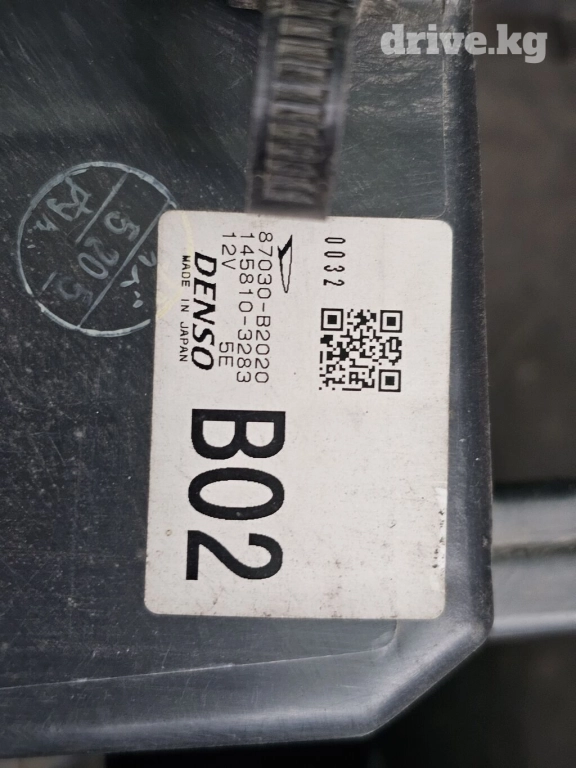 drive.kg
0032
87030-B2020
145810-3283
12V 5E
DENSO
MADE IN JAPAN
B02